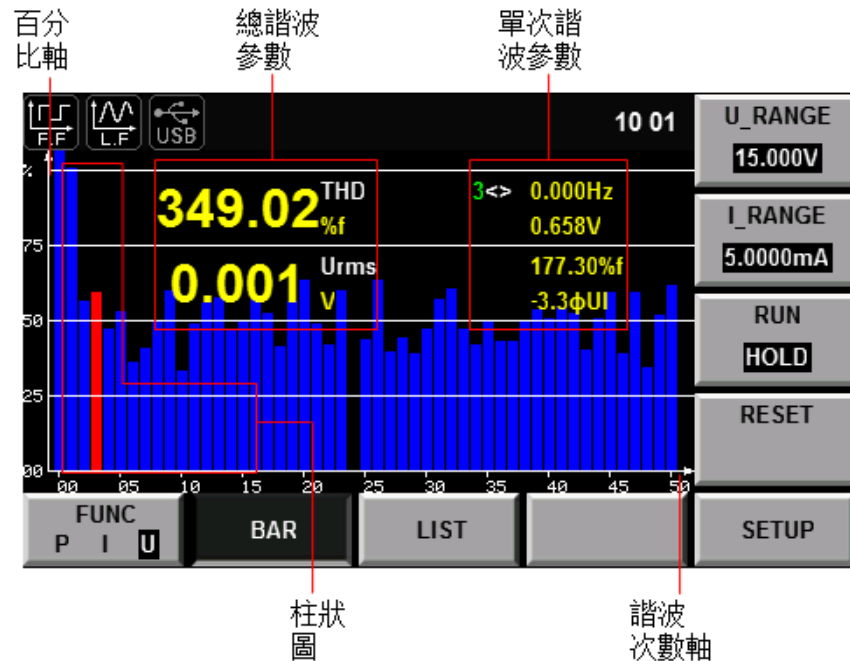 百分
比軸
總諧波
參數
單次諧
波參數
F.F
L.F
USB
10 01
U_RANGE
15.000V
%
349.02
THD
%f
3<>
0.000Hz
0.658V
I_RANGE
5.0000mA
75
0.001
Urms
V
177.30%f
-3.3ϕUI
50
RUN
HOLD
25
RESET
00
00 05 10 15 20 25 30 35 40 45 50
FUNC
P I U
BAR
LIST
SETUP
柱狀
圖
諧波
次數軸